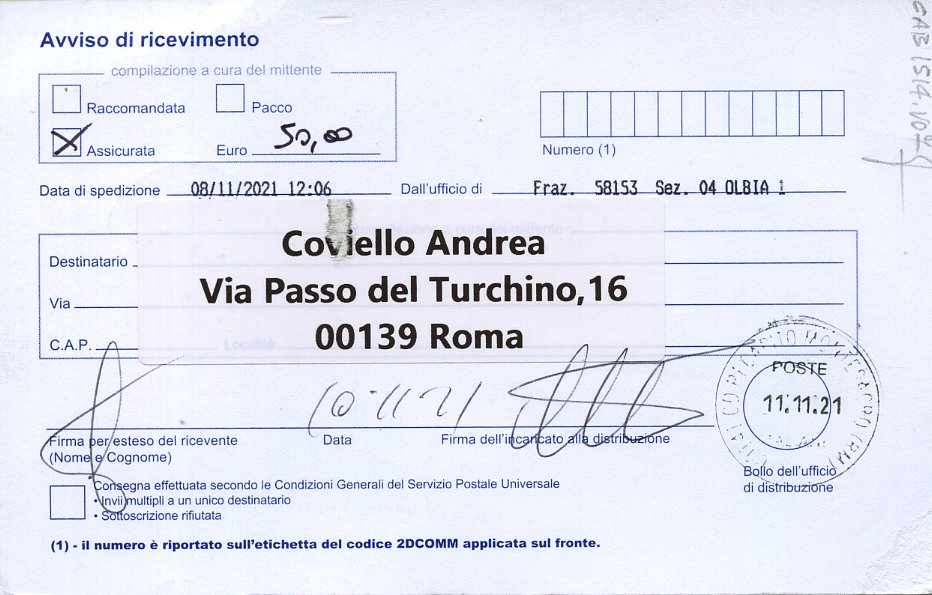 Avviso di ricevimento
compilazione a cura del mittente
Raccomandata Pacco
Assicurata Euro 50,00
Numero (1)
Data di spedizione 08/11/2021 12:06 Dall'ufficio di Fraz. 58153 Sez. 04 OLBIA 1
Destinatario
Coviello Andrea
Via
Via Passo del Turchino,16
C.A.P.
00139 Roma
Località
10-11-21
POSTE
11.11.21
Firma per esteso del ricevente Data Firma dell'incaricato alla distribuzione
(Nome e Cognome)
Bollo dell'ufficio
di distribuzione
Consegna effettuata secondo le Condizioni Generali del Servizio Postale Universale
• Invii multipli a un unico destinatario
• Sottoscrizione rifiutata
(1) - il numero è riportato sull'etichetta del codice 2DCOMM applicata sul fronte.